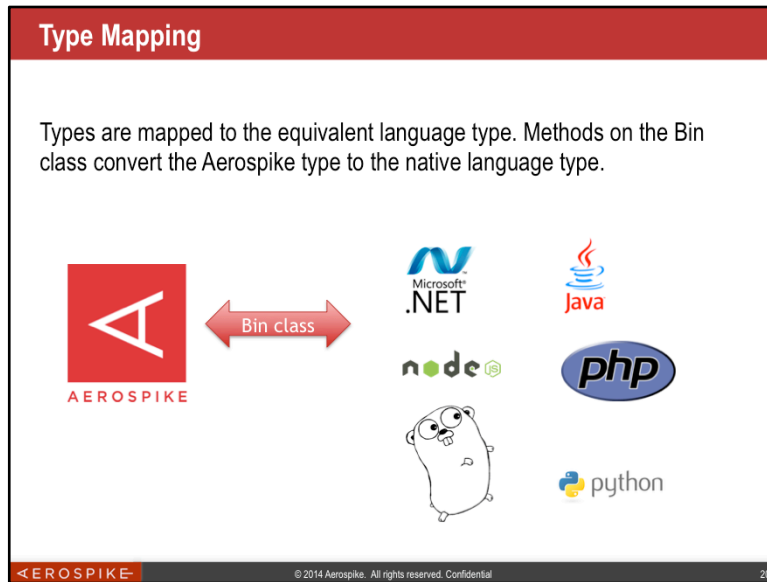 Type Mapping
Types are mapped to the equivalent language type. Methods on the Bin
class convert the Aerospike type to the native language type.
AEROSPIKE
Bin class
Microsoft®
.NET
Java
node JS
php
python
AEROSPIKE
© 2014 Aerospike. All rights reserved. Confidential